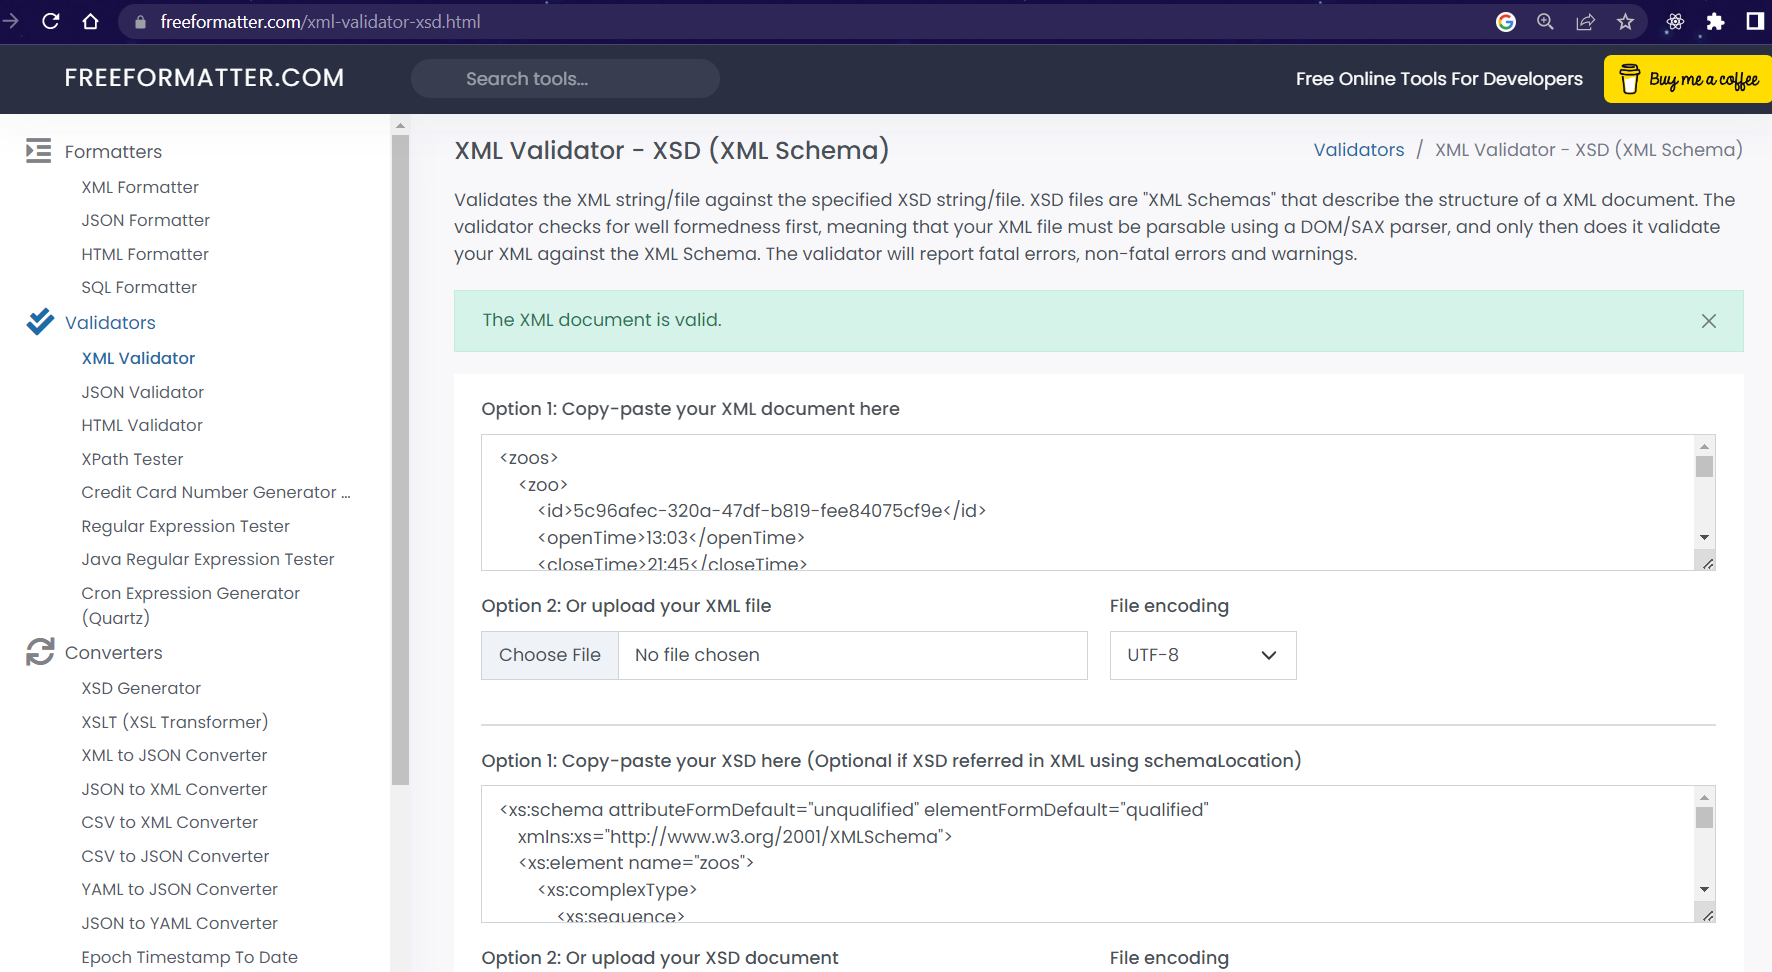 freeformatter.com/xml-validator-xsd.html
FREEFORMATTER.COM
Search tools...
Free Online Tools For Developers
Buy me a coffee
Formatters
XML Formatter
JSON Formatter
HTML Formatter
SQL Formatter
Validators
XML Validator
JSON Validator
HTML Validator
XPath Tester
Credit Card Number Generator ...
Regular Expression Tester
Java Regular Expression Tester
Cron Expression Generator
(Quartz)
Converters
XSD Generator
XSLT (XSL Transformer)
XML to JSON Converter
JSON to XML Converter
CSV to XML Converter
CSV to JSON Converter
YAML to JSON Converter
JSON to YAML Converter
Epoch Timestamp To Date
XML Validator - XSD (XML Schema)
Validators / XML Validator - XSD (XML Schema)
Validates the XML string/file against the specified XSD string/file. XSD files are "XML Schemas" that describe the structure of a XML document. The
validator checks for well formedness first, meaning that your XML file must be parsable using a DOM/SAX parser, and only then does it validate
your XML against the XML Schema. The validator will report fatal errors, non-fatal errors and warnings.
The XML document is valid.
Option 1: Copy-paste your XML document here
<zoos>
<zoo>
<id>5c96afec-320a-47df-b819-fee84075cf9e</id>
<openTime>13:03</openTime>
<closeTime>21:45</closeTime>
Option 2: Or upload your XML file
File encoding
Choose File
No file chosen
UTF-8
Option 1: Copy-paste your XSD here (Optional if XSD referred in XML using schemaLocation)
<xs:schema attributeFormDefault="unqualified" elementFormDefault="qualified"
xmlns:xs="http://www.w3.org/2001/XMLSchema">
<xs:element name="zoos">
<xs:complexType>
<xs:sequence>
Option 2: Or upload your XSD document
File encoding